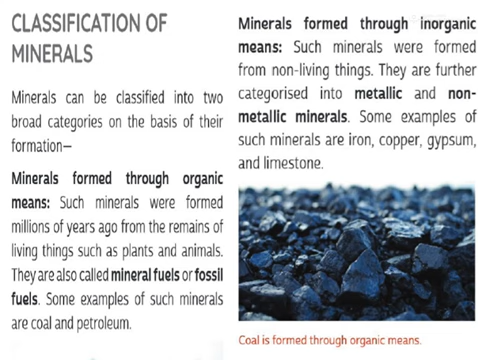 CLASSIFICATION OF
MINERALS
Minerals can be classified into two
broad categories on the basis of their
formation—
Minerals formed through organic
means: Such minerals were formed
millions of years ago from the remains of
living things such as plants and animals.
They are also called mineral fuels or fossil
fuels. Some examples of such minerals
are coal and petroleum.
Minerals formed through inorganic
means: Such minerals were formed
from non-living things. They are further
categorised into metallic and non-
metallic minerals. Some examples of
such minerals are iron, copper, gypsum,
and limestone.
Coal is formed through organic means.